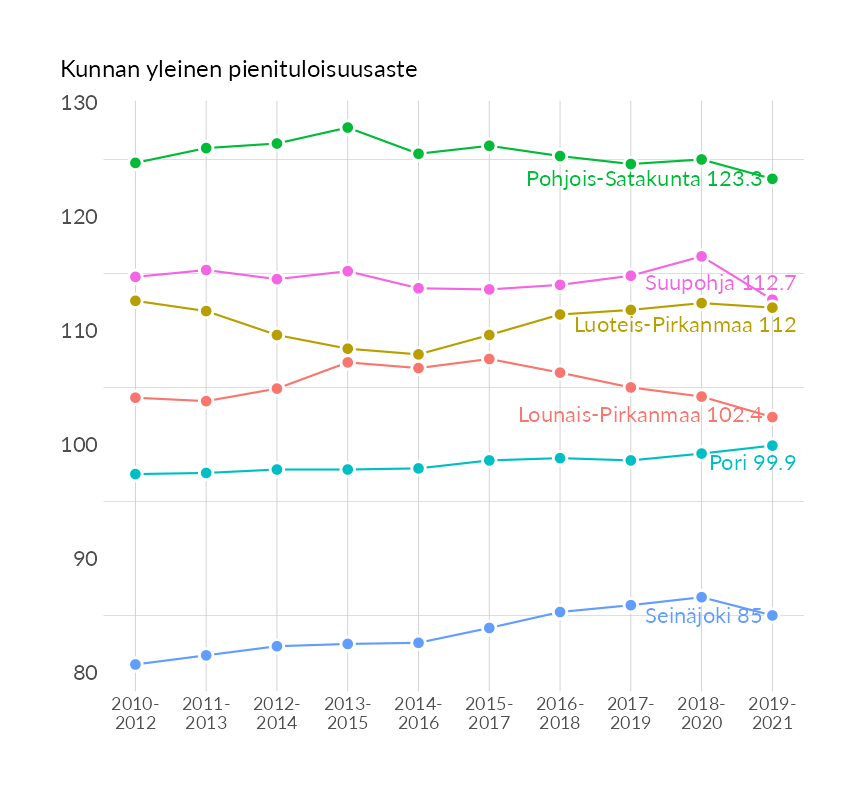 Kunnan yleinen pienituloisuusaste
130
120
110
100
90
80
Pohjois-Satakunta 123.3
Suupohja 112.7
Luoteis-Pirkanmaa 112
Lounais-Pirkanmaa 102.4
Pori 99.9
Seinäjoki 85
2010- 2011- 2012- 2013- 2014- 2015- 2016- 2017- 2018- 2019-
2012 2013 2014 2015 2016 2017 2018 2019 2020 2021